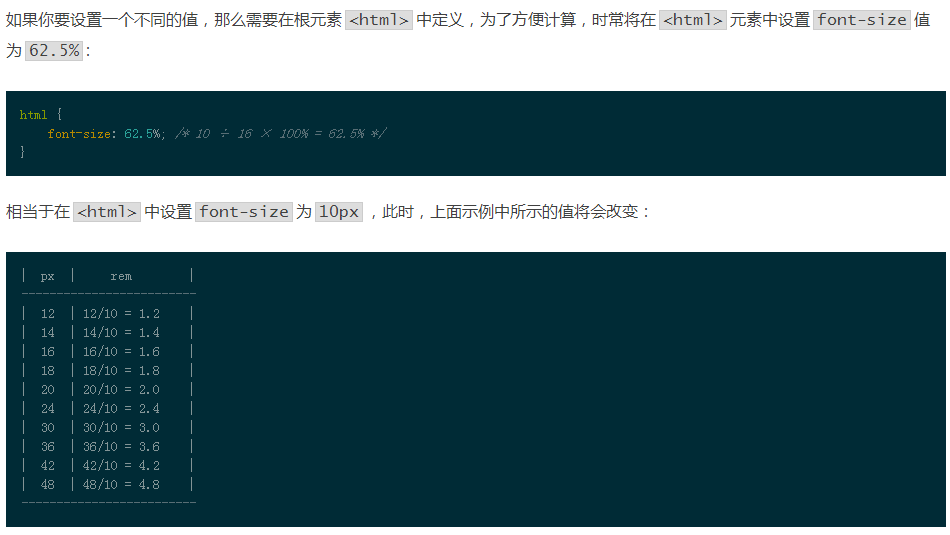 如果你要设置一个不同的值，那么需要在根元素 <html> 中定义，为了方便计算，时常将在 <html> 元素中设置 font-size 值
为 62.5%：
html {
    font-size: 62.5%; /* 10 ÷ 16 × 100% = 62.5% */
}
相当于在 <html> 中设置 font-size 为 10px ，此时，上面示例中所示的值将会改变：
|  px  |     rem        |
-------------------------
|  12  | 12/10 = 1.2    |
|  14  | 14/10 = 1.4    |
|  16  | 16/10 = 1.6    |
|  18  | 18/10 = 1.8    |
|  20  | 20/10 = 2.0    |
|  24  | 24/10 = 2.4    |
|  30  | 30/10 = 3.0    |
|  36  | 36/10 = 3.6    |
|  42  | 42/10 = 4.2    |
|  48  | 48/10 = 4.8    |
-------------------------